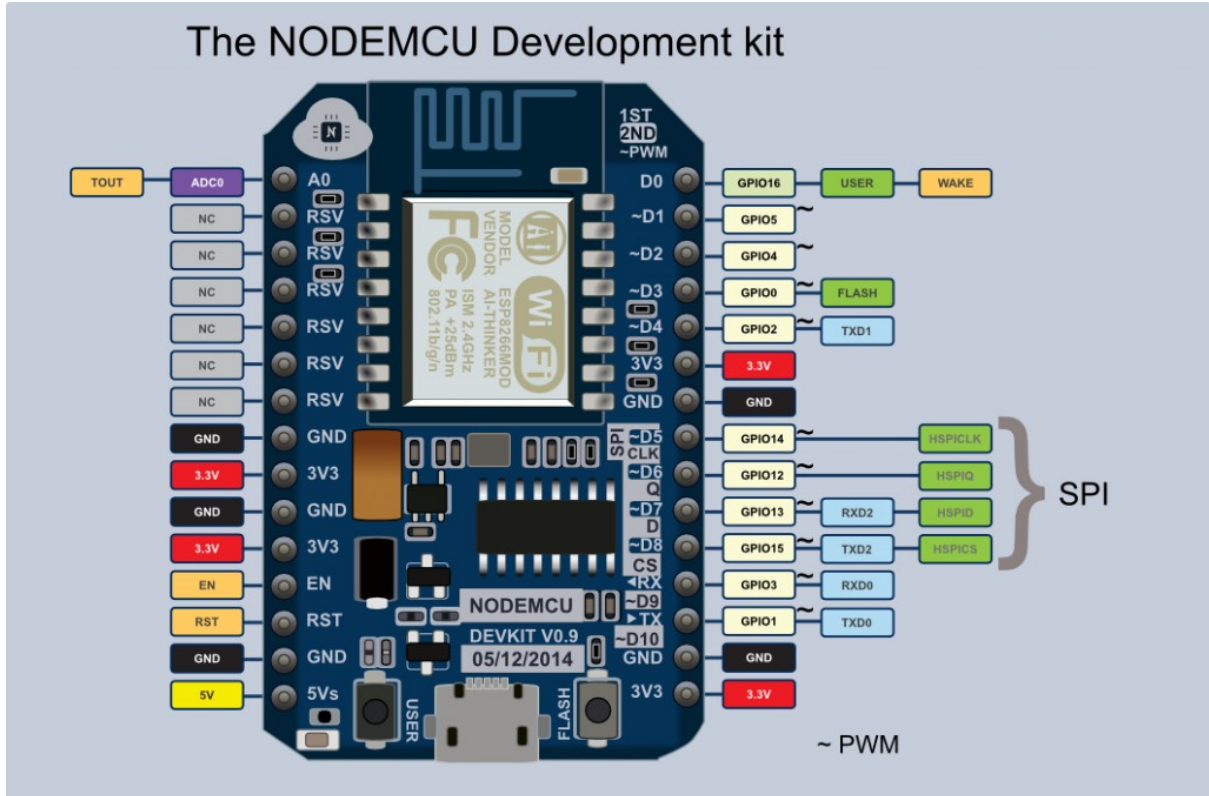 The NODEMCU Development kit
1ST
2ND
~PWM
TOUT ADC0 A0 D0 GPIO16 USER WAKE
NC RSV ~D1 GPIO5 ~
NC RSV ~D2 GPIO4 ~
NC RSV ~D3 GPIO0 ~ FLASH
NC RSV ~D4 GPIO2 ~ TXD1
NC RSV 3V3 3.3V
NC RSV GND GND
GND GND SPI ~D5 CLK GPIO14 ~ HSPICLK
3.3V 3V3 ~D6 Q GPIO12 ~ HSPIQ
GND GND ~D7 D GPIO13 ~ RXD2 HSPID
3.3V 3V3 ~D8 CS GPIO15 ~ TXD2 HSPICS
SPI
EN EN ◄RX ~D9 GPIO3 ~ RXD0
RST RST ►TX ~D10 GPIO1 ~ TXD0
GND GND GND GND
5V 5Vs 3V3 3.3V
N
Ai
WiFi
FC
MODEL
VENDOR
ESP8266MOD
AI-THINKER
ISM 2.4GHz
PA +25dBm
802.11b/g/n
NODEMCU
DEVKIT V0.9
05/12/2014
USER
FLASH
~ PWM